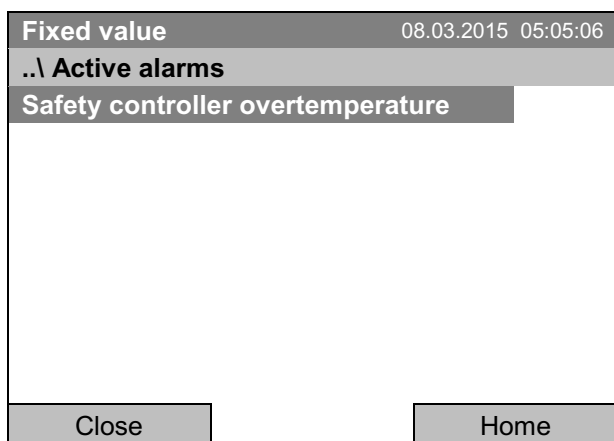 Fixed value 08.03.2015 05:05:06
..\ Active alarms
Safety controller overtemperature
Close Home